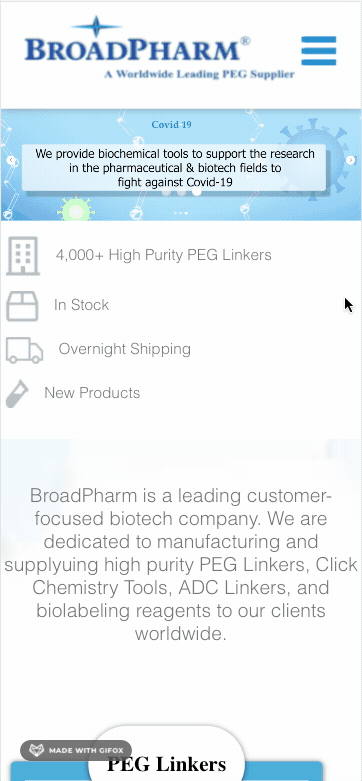 BROADPHARM®
A Worldwide Leading PEG Supplier
Covid 19
We provide biochemical tools to support the research
in the pharmaceutical & biotech fields to
fight against Covid-19
4,000+ High Purity PEG Linkers
In Stock
Overnight Shipping
New Products
BroadPharm is a leading customer-
focused biotech company. We are
dedicated to manufacturing and
supplyuing high purity PEG Linkers, Click
Chemistry Tools, ADC Linkers, and
biolabeling reagents to our clients
worldwide.
MADE WITH GIFOX
PEG Linkers